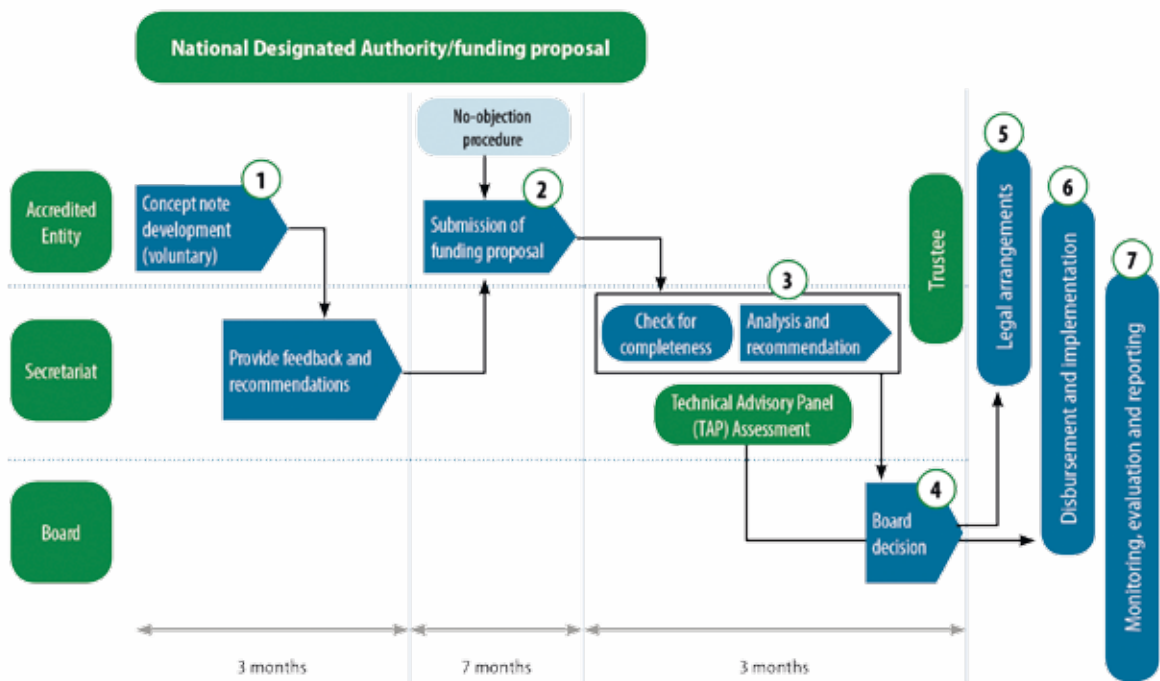 National Designated Authority/funding proposal
No-objection
procedure
Accredited
Entity
1
Concept note
development
(voluntary)
2
Submission of
funding proposal
Trustee
5
Legal arrangements
6
Disbursement and implementation
7
Monitoring, evaluation and reporting
Secretariat
Provide feedback and
recommendations
3
Check for
completeness
Analysis and
recommendation
Technical Advisory Panel
(TAP) Assessment
Board
4
Board
decision
3 months
7 months
3 months